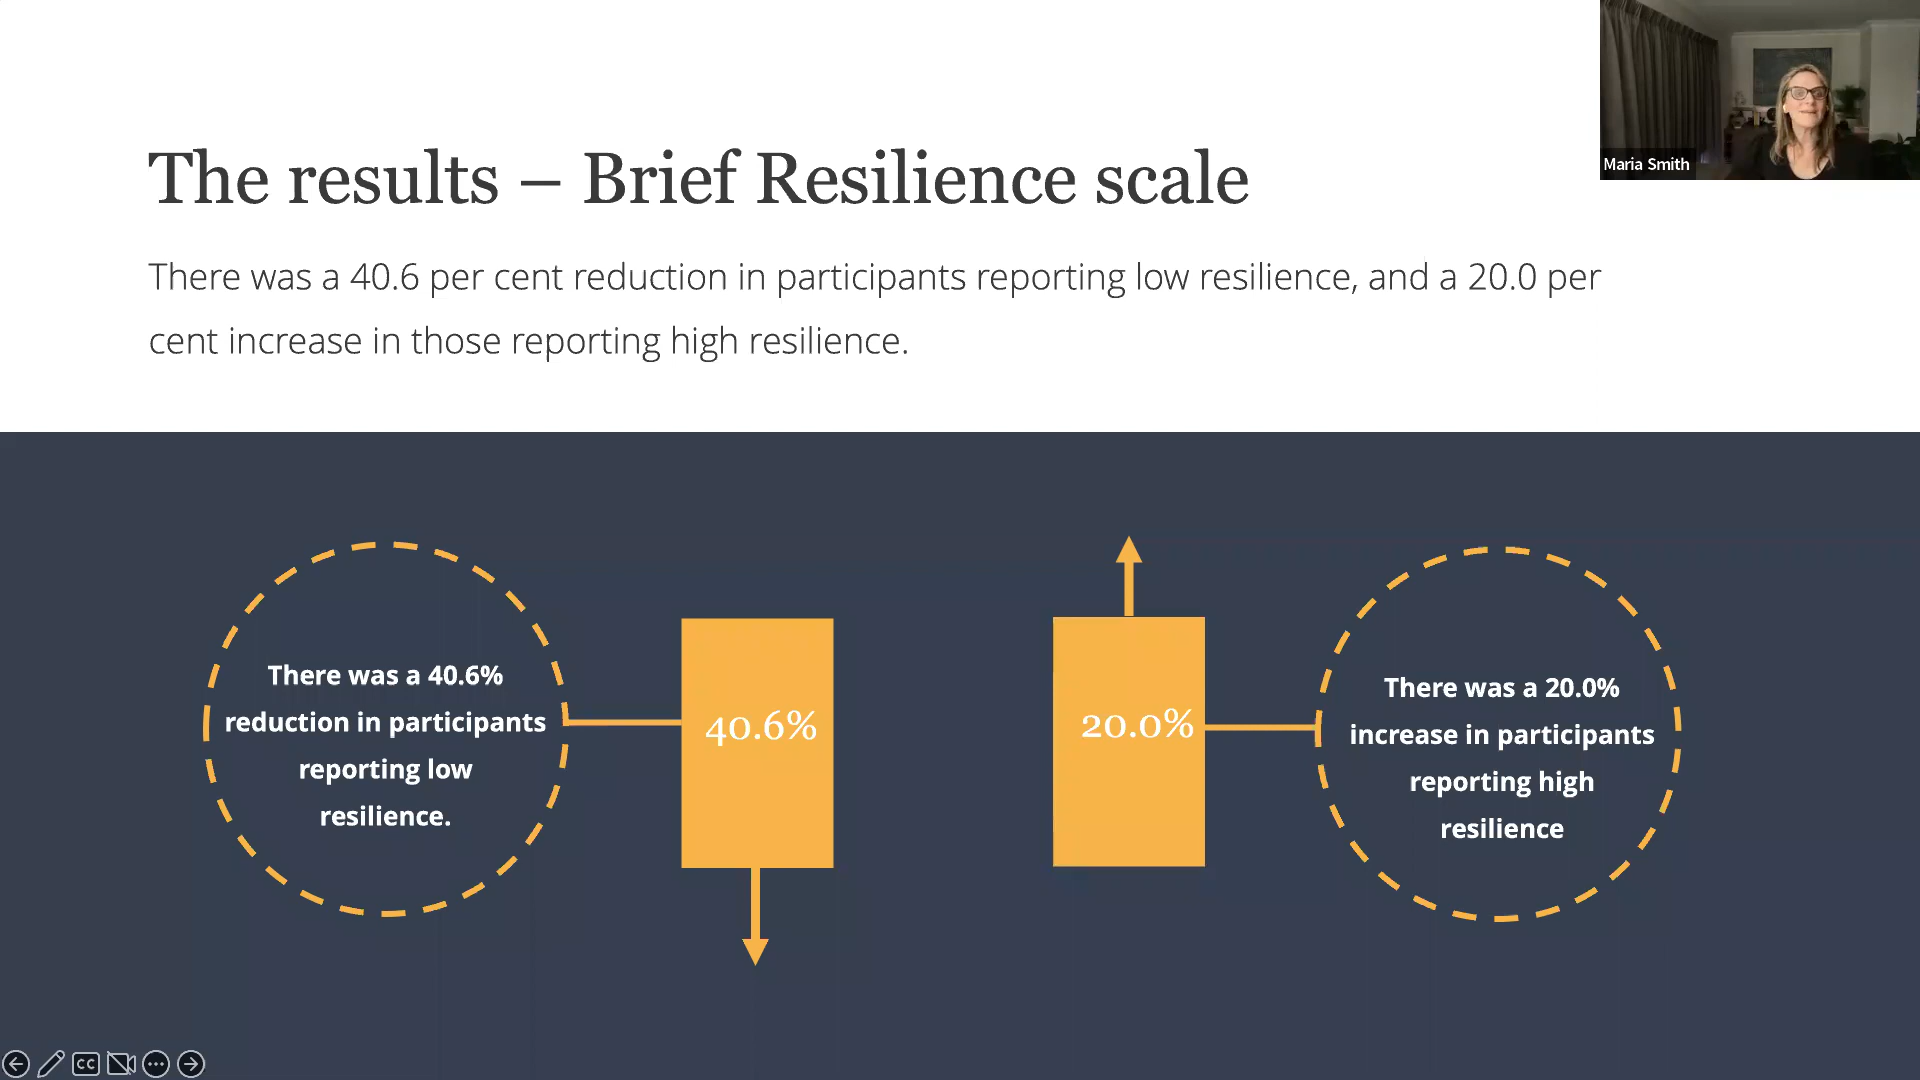 The results – Brief Resilience scale
Maria Smith
There was a 40.6 per cent reduction in participants reporting low resilience, and a 20.0 per
cent increase in those reporting high resilience.
There was a 40.6%
reduction in participants
reporting low
resilience.
40.6%
20.0%
There was a 20.0%
increase in participants
reporting high
resilience
CC